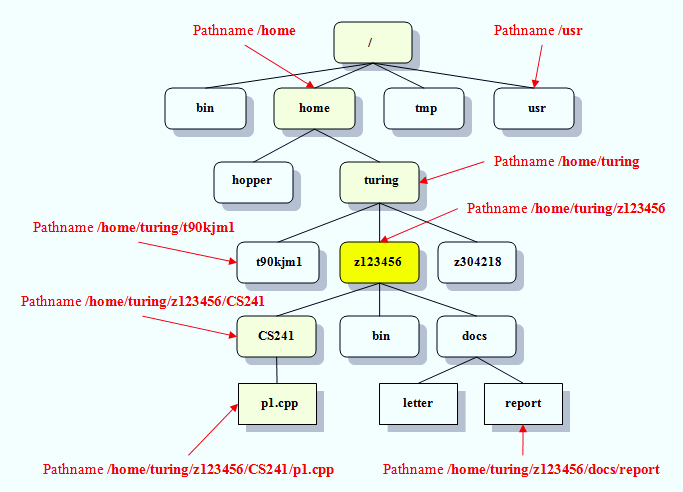 Pathname /home
Pathname /usr
/
bin
home
tmp
usr
Pathname /home/turing
hopper
turing
Pathname /home/turing/z123456
Pathname /home/turing/t90kjm1
t90kjm1
z123456
z304218
Pathname /home/turing/z123456/CS241
CS241
bin
docs
p1.cpp
letter
report
Pathname /home/turing/z123456/CS241/p1.cpp
Pathname /home/turing/z123456/docs/report